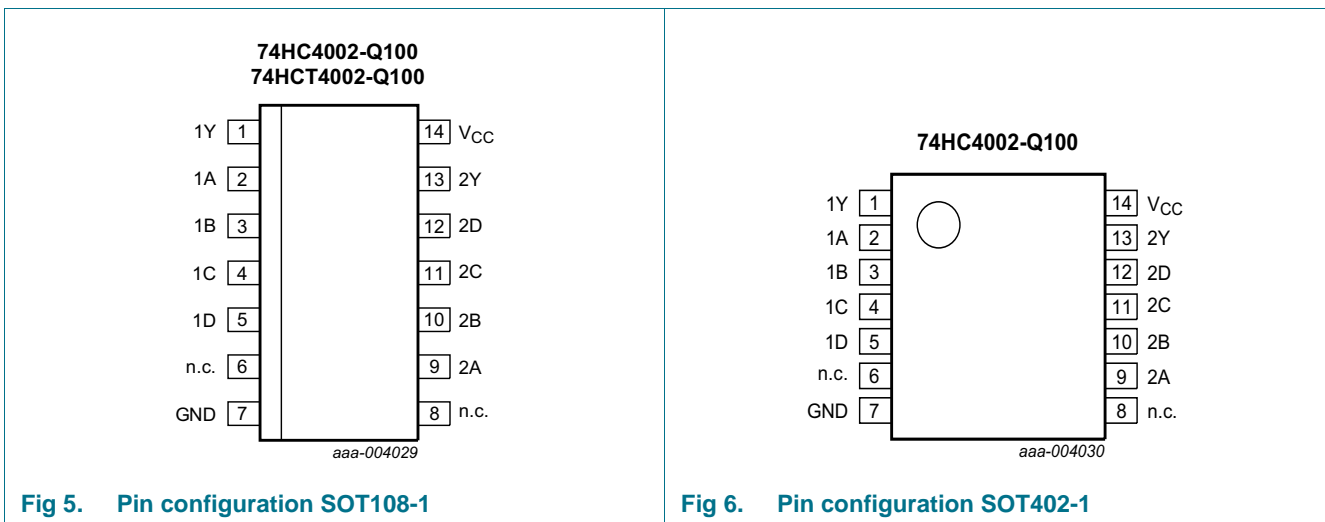 74HC4002-Q100
74HCT4002-Q100
1Y 1 14 VCC
1A 2 13 2Y
1B 3 12 2D
1C 4 11 2C
1D 5 10 2B
n.c. 6 9 2A
GND 7 8 n.c.
aaa-004029
Fig 5. Pin configuration SOT108-1
74HC4002-Q100
1Y 1 14 VCC
1A 2 13 2Y
1B 3 12 2D
1C 4 11 2C
1D 5 10 2B
n.c. 6 9 2A
GND 7 8 n.c.
aaa-004030
Fig 6. Pin configuration SOT402-1